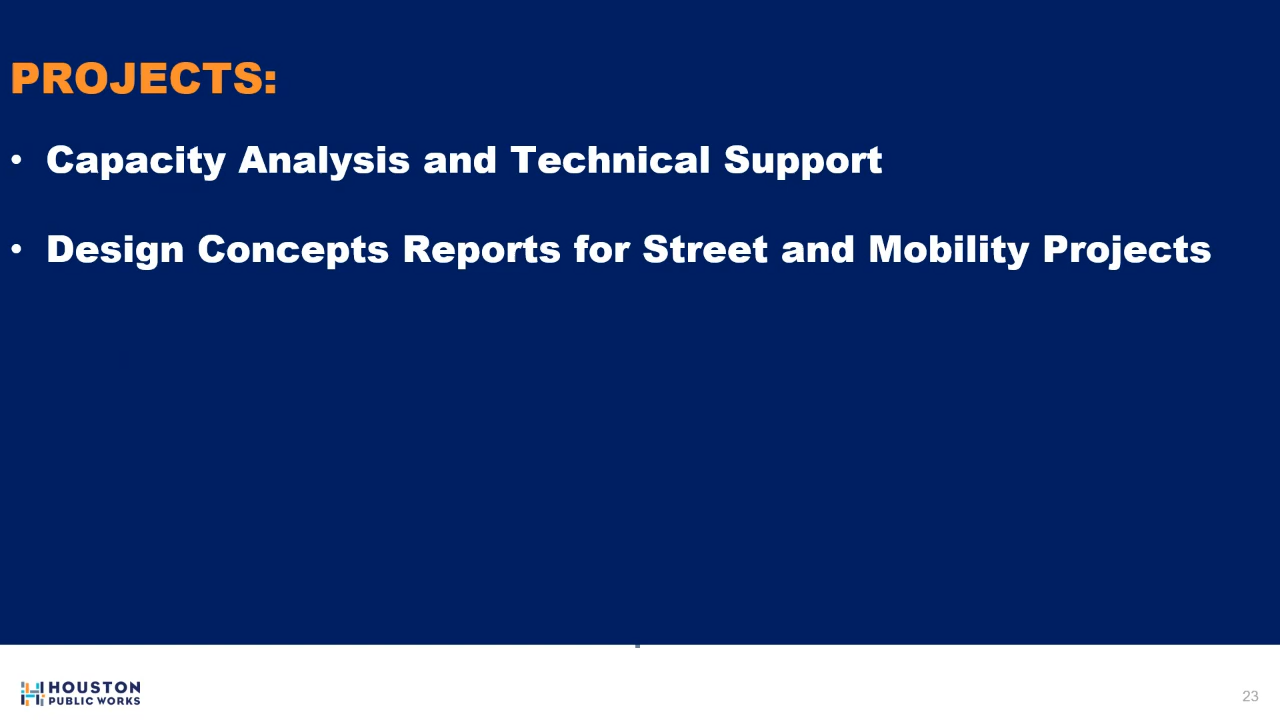 PROJECTS:
• Capacity Analysis and Technical Support
• Design Concepts Reports for Street and Mobility Projects
HOUSTON
PUBLIC WORKS
23